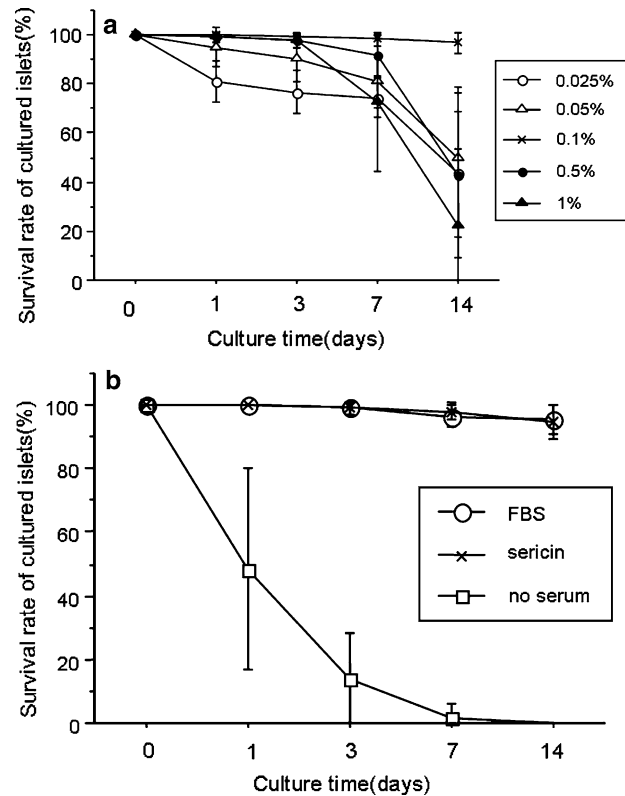 a
Survival rate of cultured islets(%)
100
80
60
40
20
0
0 1 3 7 14
Culture time(days)
0.025%
0.05%
0.1%
0.5%
1%
b
Survival rate of cultured islets(%)
100
80
60
40
20
0
0 1 3 7 14
Culture time(days)
FBS
sericin
no serum